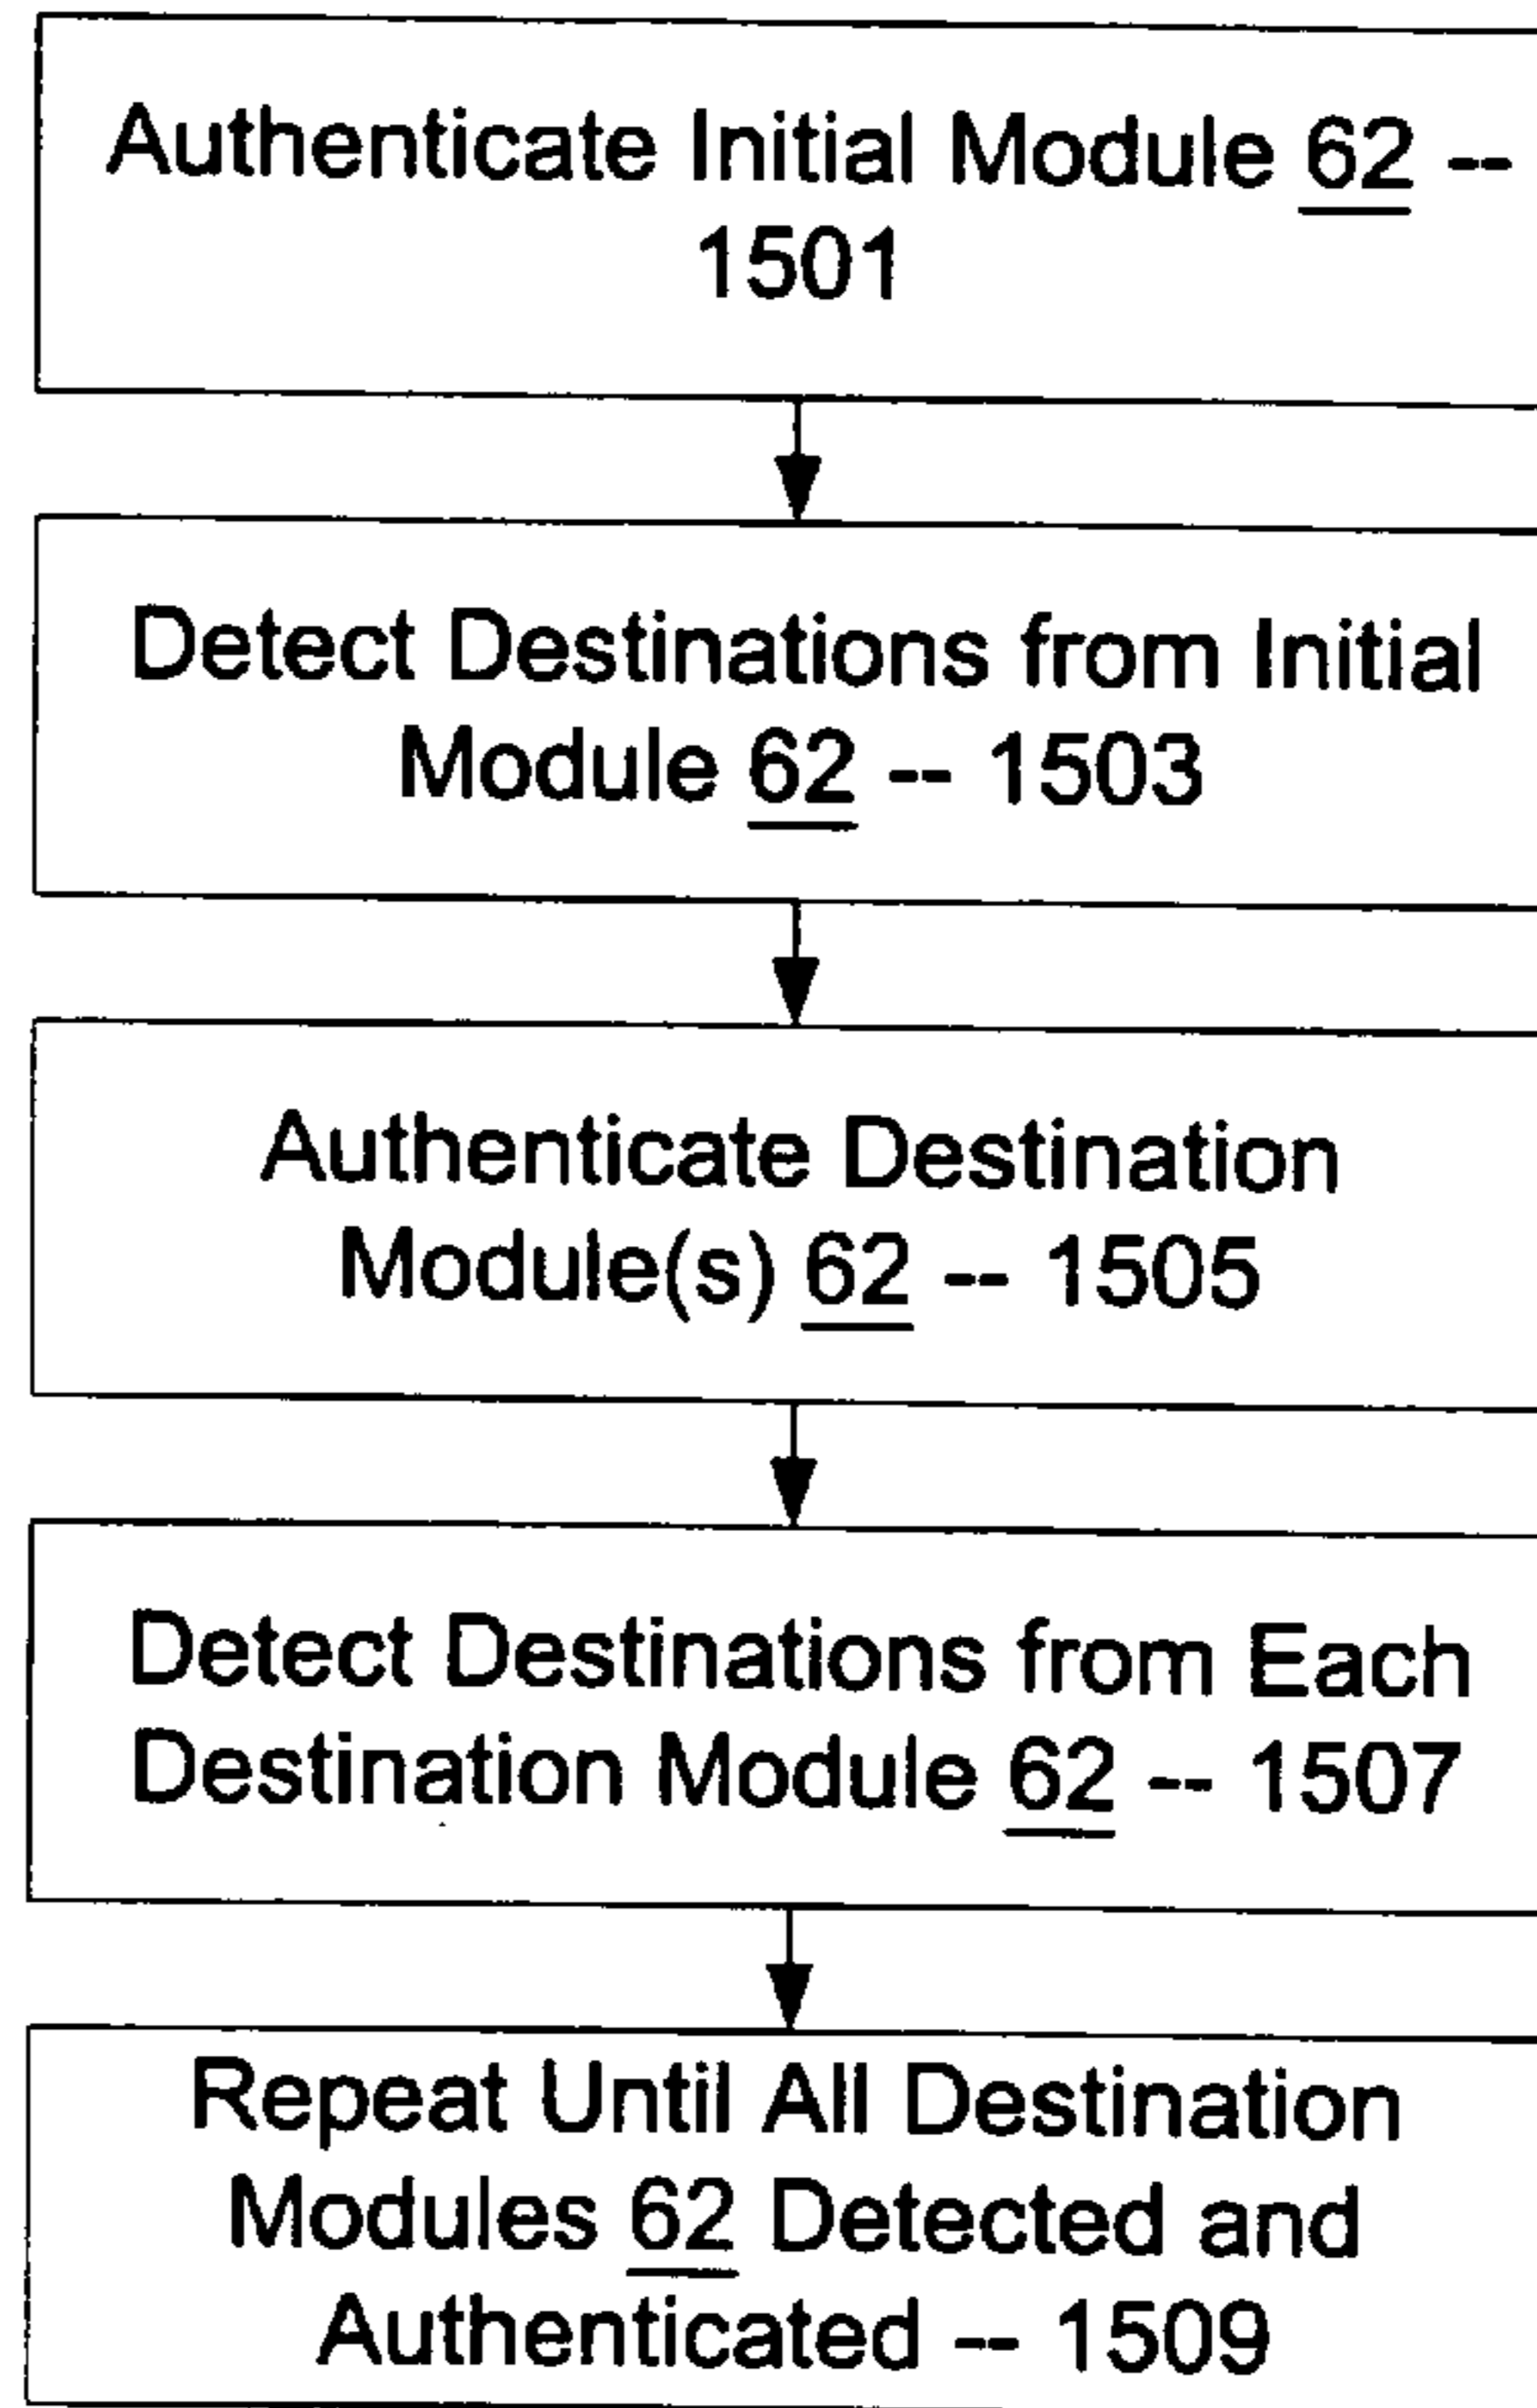 Authenticate Initial Module 62 --
1501
Detect Destinations from Initial
Module 62 -- 1503
Authenticate Destination
Module(s) 62 -- 1505
Detect Destinations from Each
Destination Module 62 -- 1507
Repeat Until All Destination
Modules 62 Detected and
Authenticated -- 1509